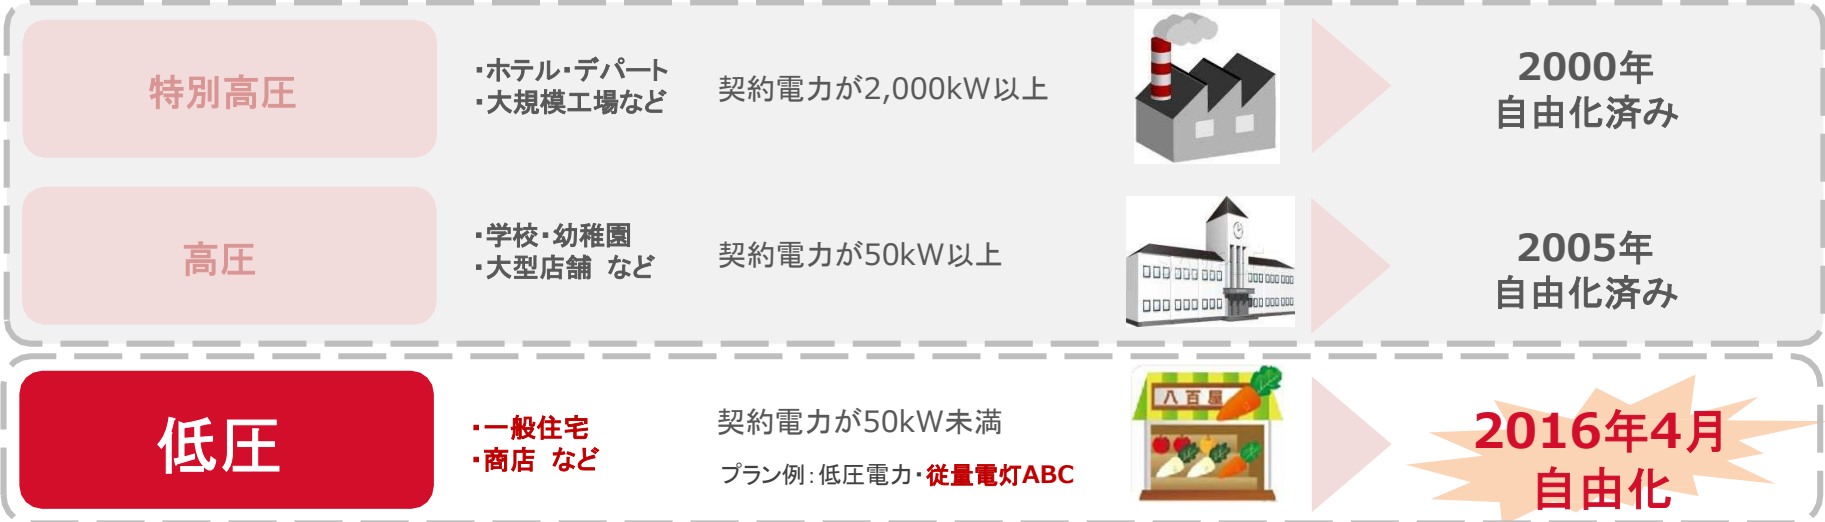 特別高圧
・ホテル・デパート
・大規模工場など
契約電力が2,000kW以上
2000年
自由化済み
高圧
・学校・幼稚園
・大型店舗 など
契約電力が50kW以上
2005年
自由化済み
低圧
・一般住宅
・商店 など
契約電力が50kW未満
プラン例：低圧電力・従量電灯ABC
八百屋
2016年4月
自由化